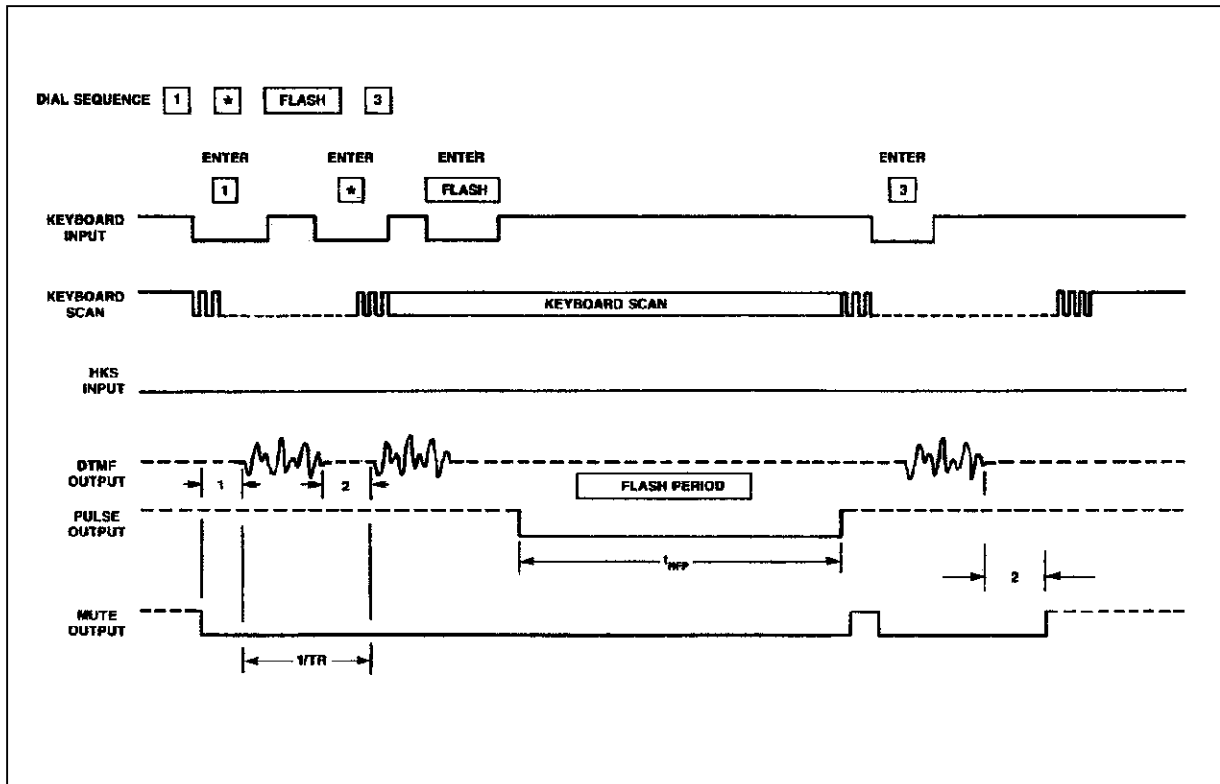 DIAL SEQUENCE 1 * FLASH 3
ENTER ENTER ENTER ENTER
1 * FLASH 3
KEYBOARD
INPUT
KEYBOARD
SCAN
KEYBOARD SCAN
HKS
INPUT
DTMF
OUTPUT
1 2
FLASH PERIOD
PULSE
OUTPUT
tHFP
2
MUTE
OUTPUT
1/TR